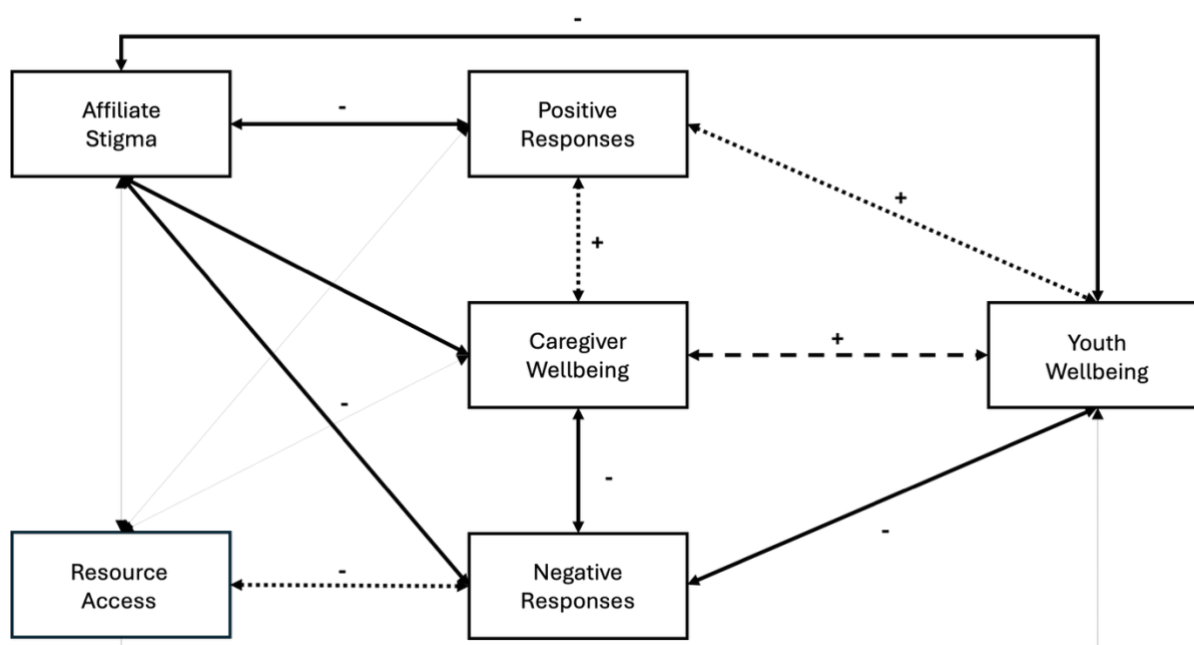 -
Affiliate
Stigma
-
Positive
Responses
+
+
Caregiver
Wellbeing
+
Youth
Wellbeing
-
-
-
Resource
Access
-
Negative
Responses